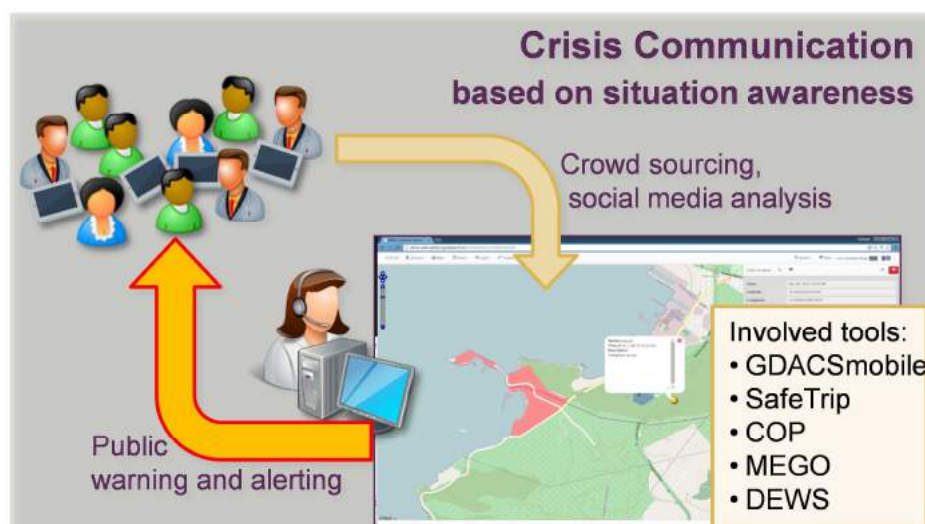 Crisis Communication
based on situation awareness
Crowd sourcing,
social media analysis
Involved tools:
• GDACSmobile
• SafeTrip
• COP
• MEGO
• DEWS
Public
warning and alerting